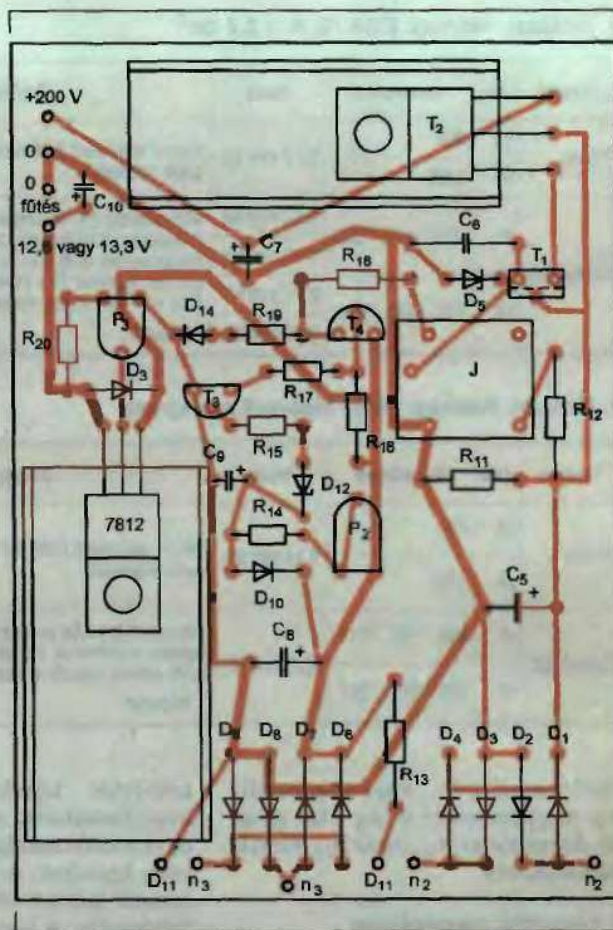 +200 V
T2
0
0
C10
fűtés
12,6 vagy 13,3 V
C7
C6
T1
R16
D5
P3
D14
R19
T4
R20
D3
J
R17
T3
R12
R15
R18
C9
R11
D12
7812
R14
P2
D10
C5
C8
D9
D8
D7
D6
D4
D3
D2
D1
R13
D11
n3
n3
D11
n2
n2